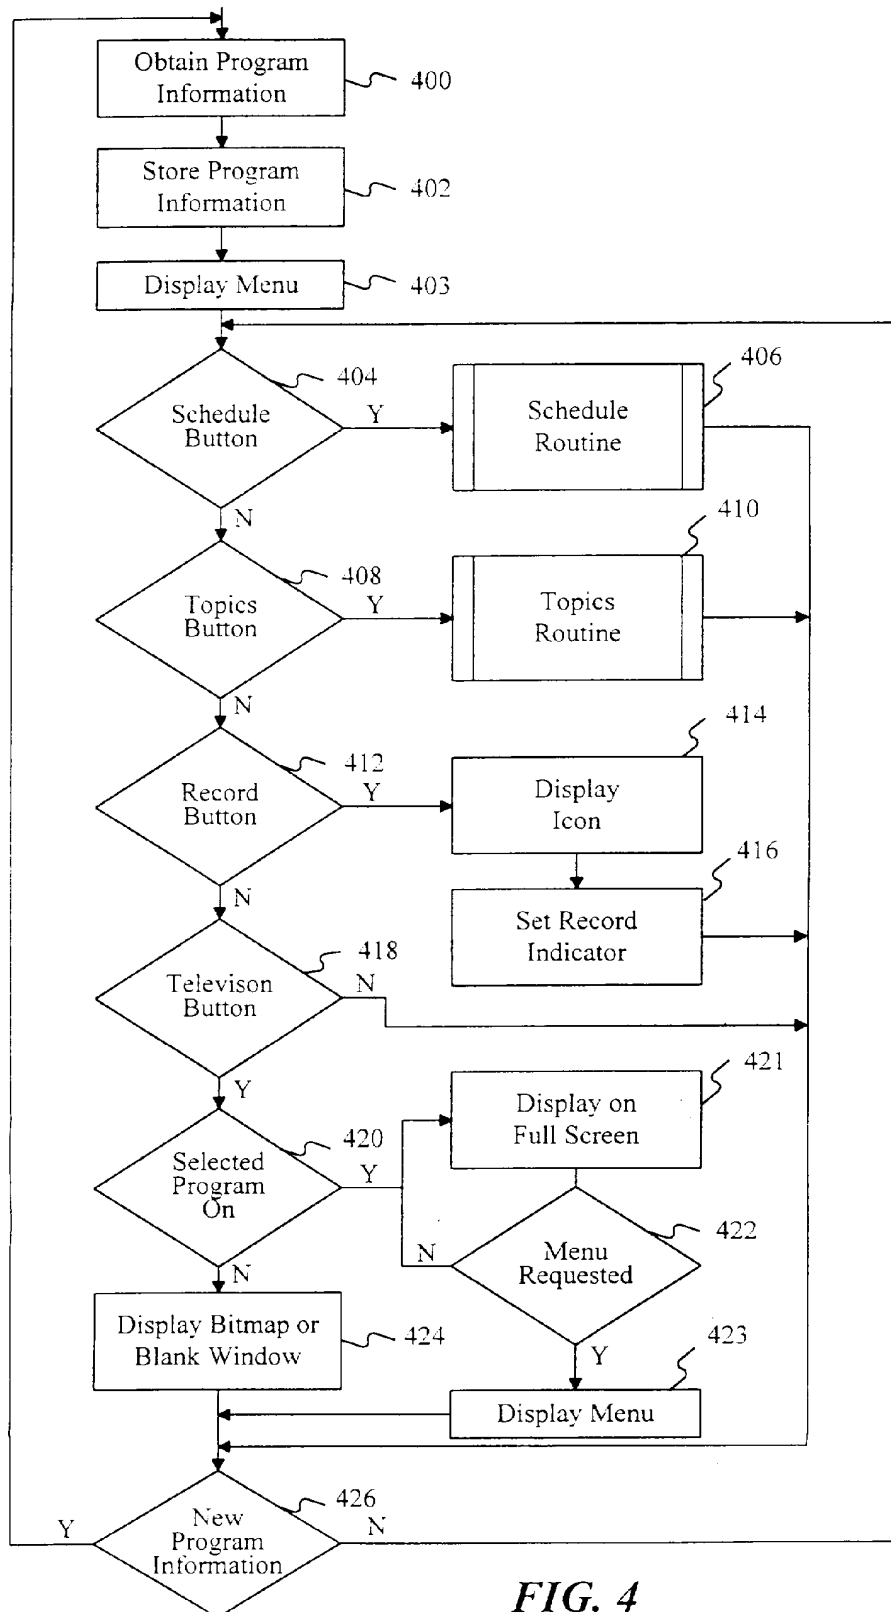 Obtain Program
Information
400
Store Program
Information
402
Display Menu
403
404
Schedule
Button
Y
N
406
Schedule
Routine
408
Topics
Button
Y
N
410
Topics
Routine
412
Record
Button
Y
N
414
Display
Icon
416
Set Record
Indicator
418
Televison
Button
N
Y
420
Selected
Program
On
Y
N
421
Display on
Full Screen
422
Menu
Requested
N
Y
423
Display Menu
Display Bitmap or
Blank Window
424
426
New
Program
Information
Y
N
FIG. 4